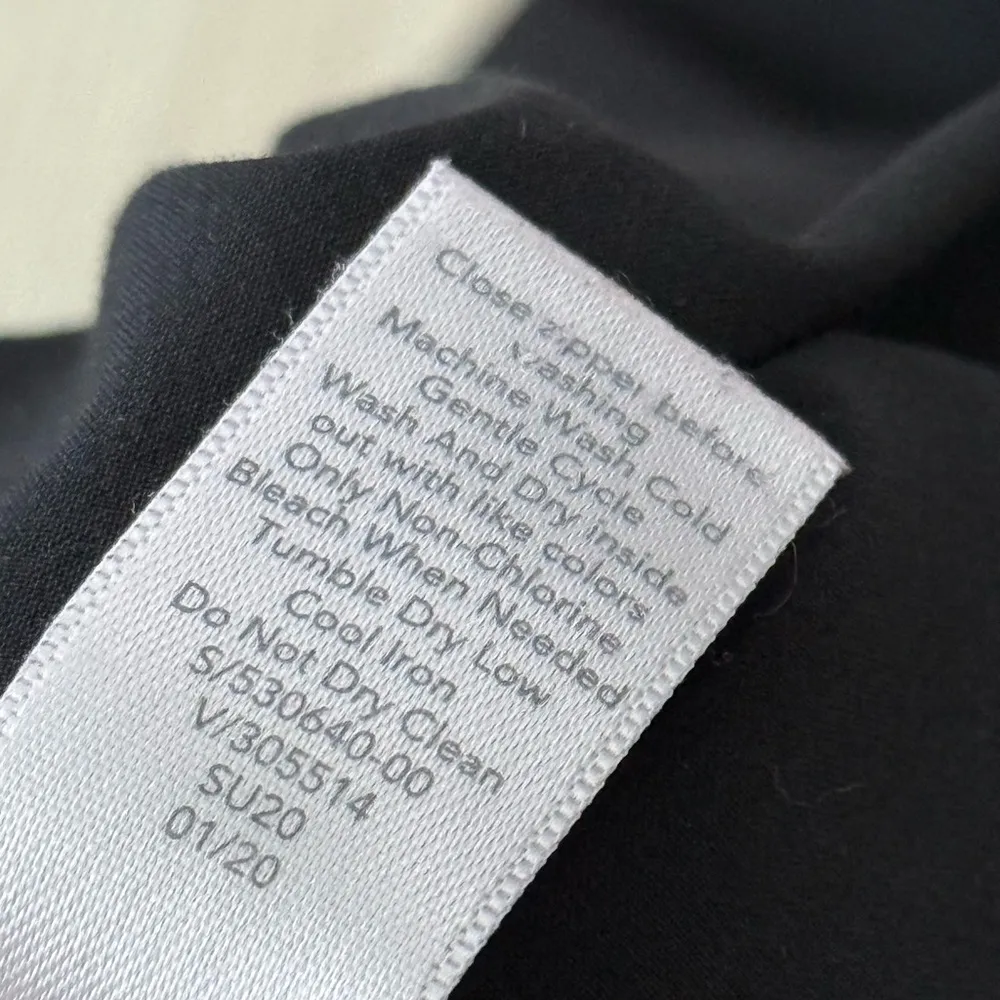 Close zipper before
Washing
Machine Wash Cold
Gentle Cycle
Wash And Dry inside
out with like colors
Only Non-Chlorine
Bleach When Needed
Tumble Dry Low
Cool Iron
Do Not Dry Clean
S/530640-00
V/305514
SU20
01/20